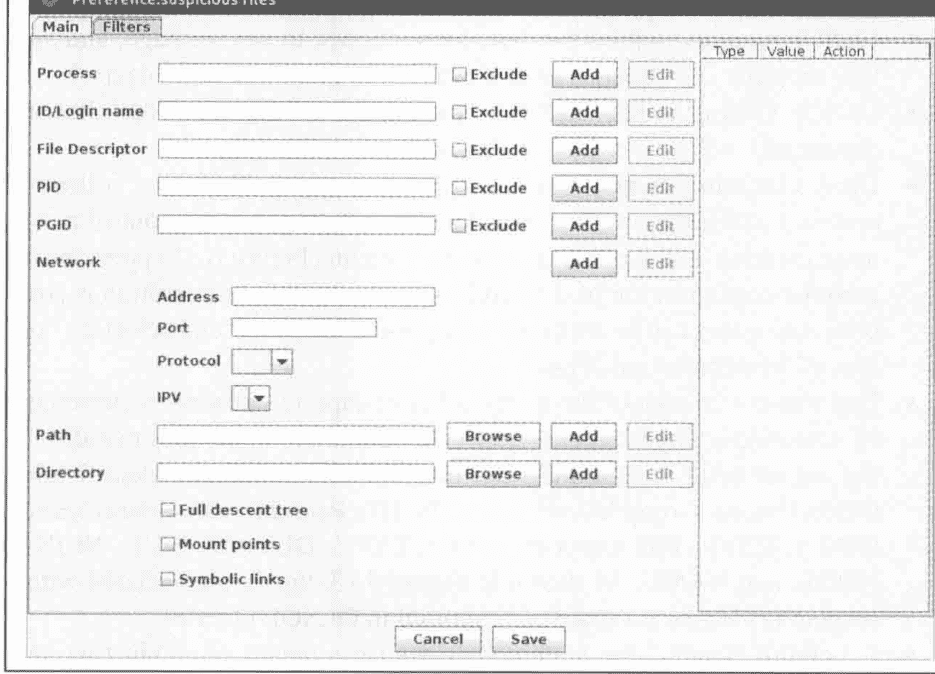 Preference:suspicious files
Main Filters
Type Value Action
Process Exclude Add Edit
ID/Login name Exclude Add Edit
File Descriptor Exclude Add Edit
PID Exclude Add Edit
PGID Exclude Add Edit
Network Add Edit
Address
Port
Protocol
IPV
Path Browse Add Edit
Directory Browse Add Edit
Full descent tree
Mount points
Symbolic links
Cancel Save